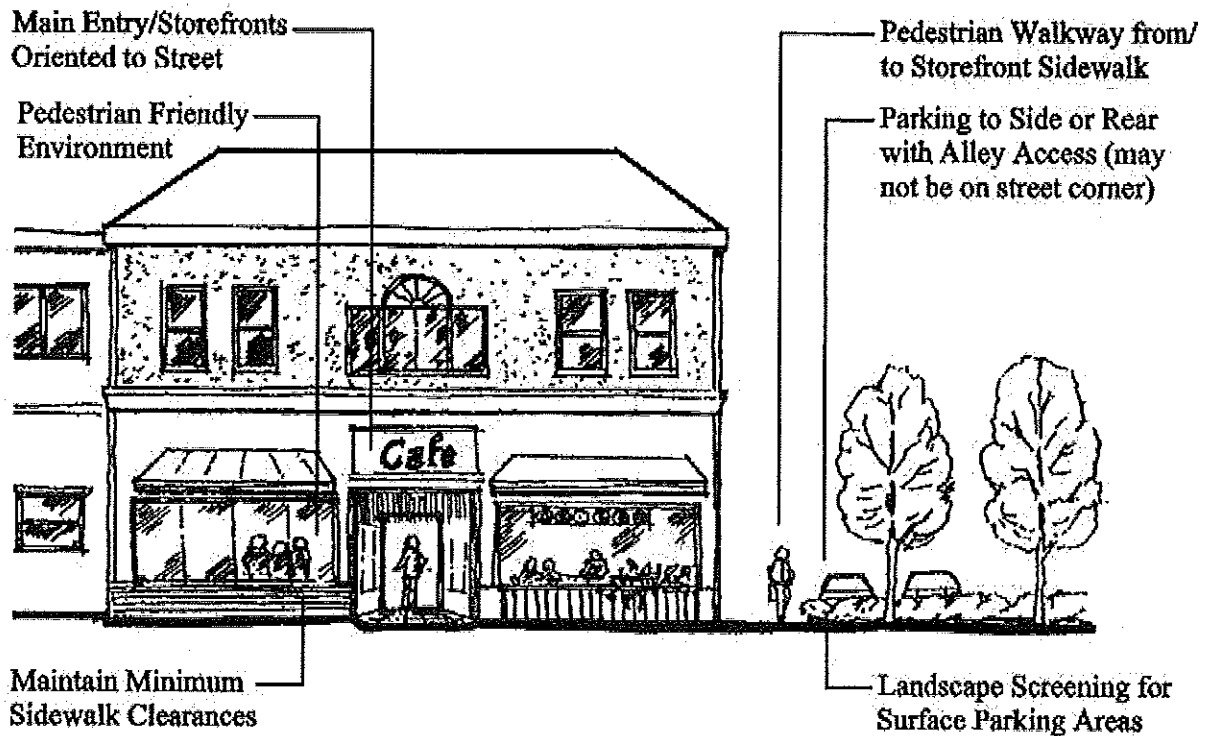 Main Entry/Storefronts
Oriented to Street
Pedestrian Friendly
Environment
Pedestrian Walkway from/
to Storefront Sidewalk
Parking to Side or Rear
with Alley Access (may
not be on street corner)
Cafe
Maintain Minimum
Sidewalk Clearances
Landscape Screening for
Surface Parking Areas